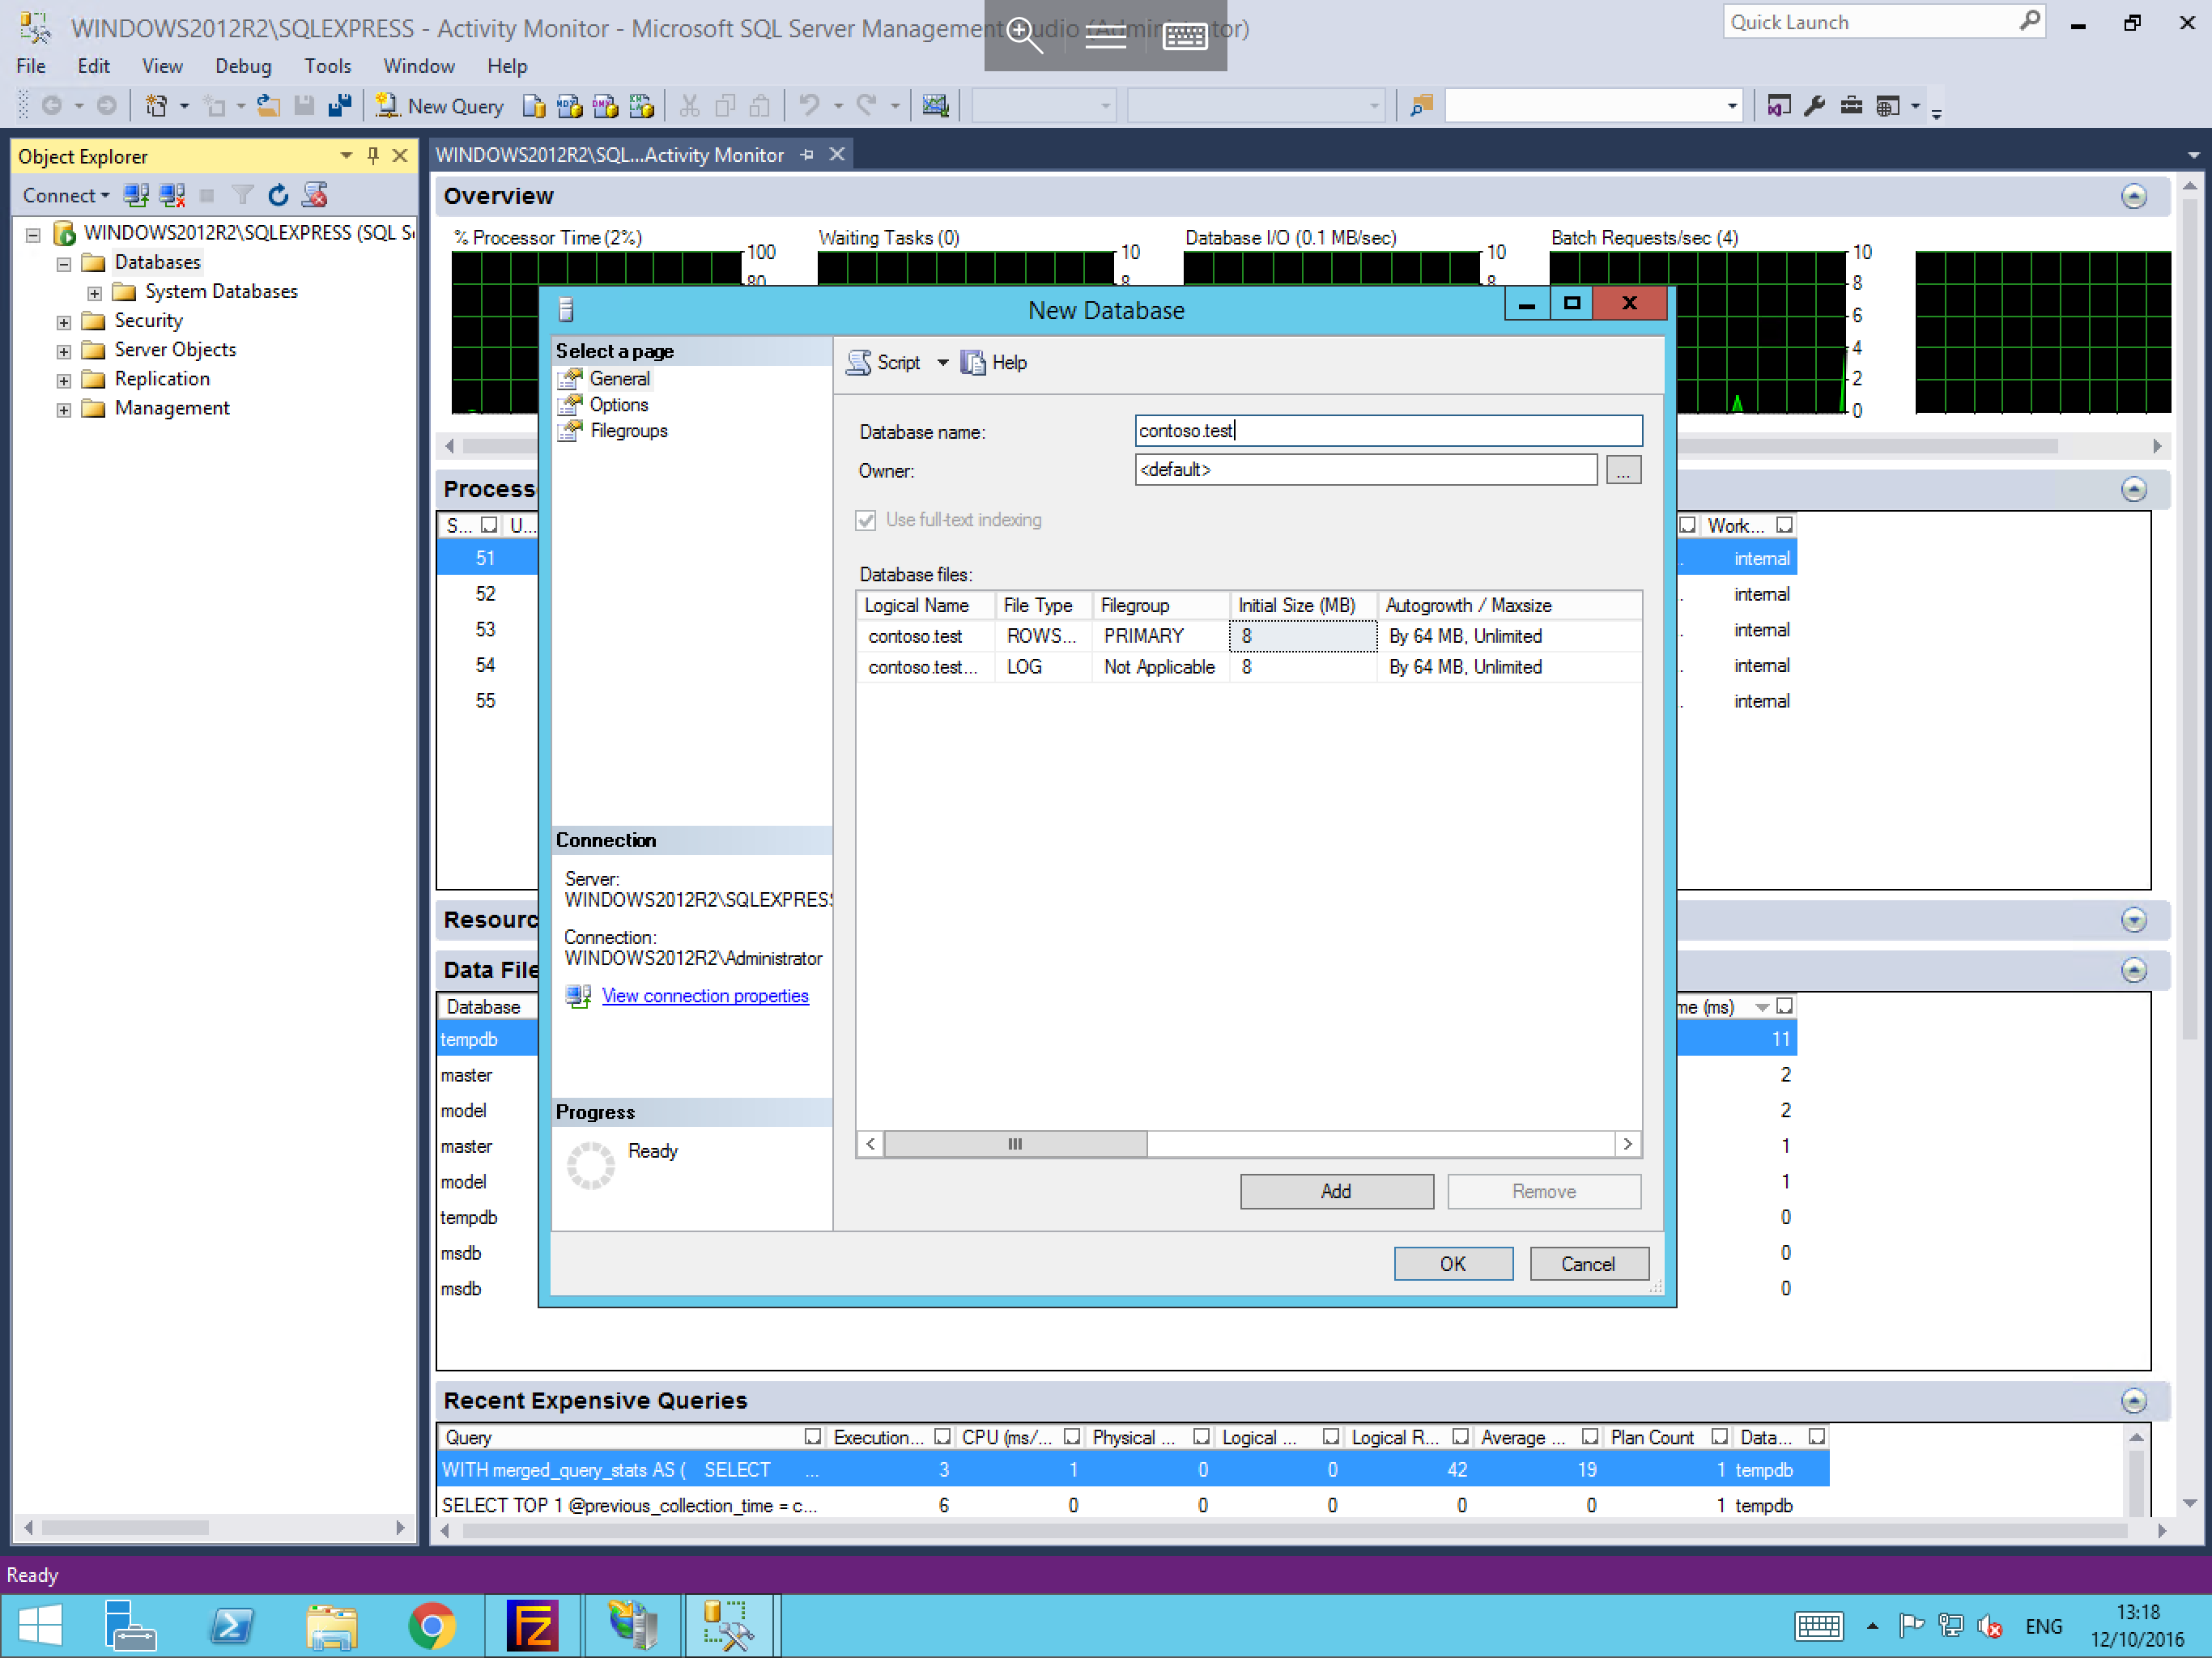 WINDOWS2012R2\SQLEXPRESS - Activity Monitor - Microsoft SQL Server Management Studio (Administrator)
Quick Launch
File Edit View Debug Tools Window Help
New Query
Object Explorer
WINDOWS2012R2\SQL...Activity Monitor
Connect
WINDOWS2012R2\SQLEXPRESS (SQL S
Databases
System Databases
Security
Server Objects
Replication
Management
Overview
% Processor Time (2%)
100
80
Waiting Tasks (0)
10
8
Database I/O (0.1 MB/sec)
10
8
Batch Requests/sec (4)
10
8
6
4
2
0
Process
S... U... Work...
51 internal
52 internal
53 internal
54 internal
55 internal
Resourc
Data File
Database me (ms)
tempdb 11
master 2
model 2
master 1
model 1
tempdb 0
msdb 0
msdb 0
New Database
Select a page
General
Options
Filegroups
Script Help
Database name: contoso.test
Owner: <default> ...
Use full-text indexing
Database files:
Logical Name File Type Filegroup Initial Size (MB) Autogrowth / Maxsize
contoso.test ROWS... PRIMARY 8 By 64 MB, Unlimited
contoso.test... LOG Not Applicable 8 By 64 MB, Unlimited
Connection
Server:
WINDOWS2012R2\SQLEXPRESS
Connection:
WINDOWS2012R2\Administrator
View connection properties
Progress
Ready
Add Remove
OK Cancel
Recent Expensive Queries
Query Execution... CPU (ms/... Physical ... Logical ... Logical R... Average ... Plan Count Data...
WITH merged_query_stats AS ( SELECT ... 3 1 0 0 42 19 1 tempdb
SELECT TOP 1 @previous_collection_time = c... 6 0 0 0 0 0 1 tempdb
Ready
ENG
13:18
12/10/2016